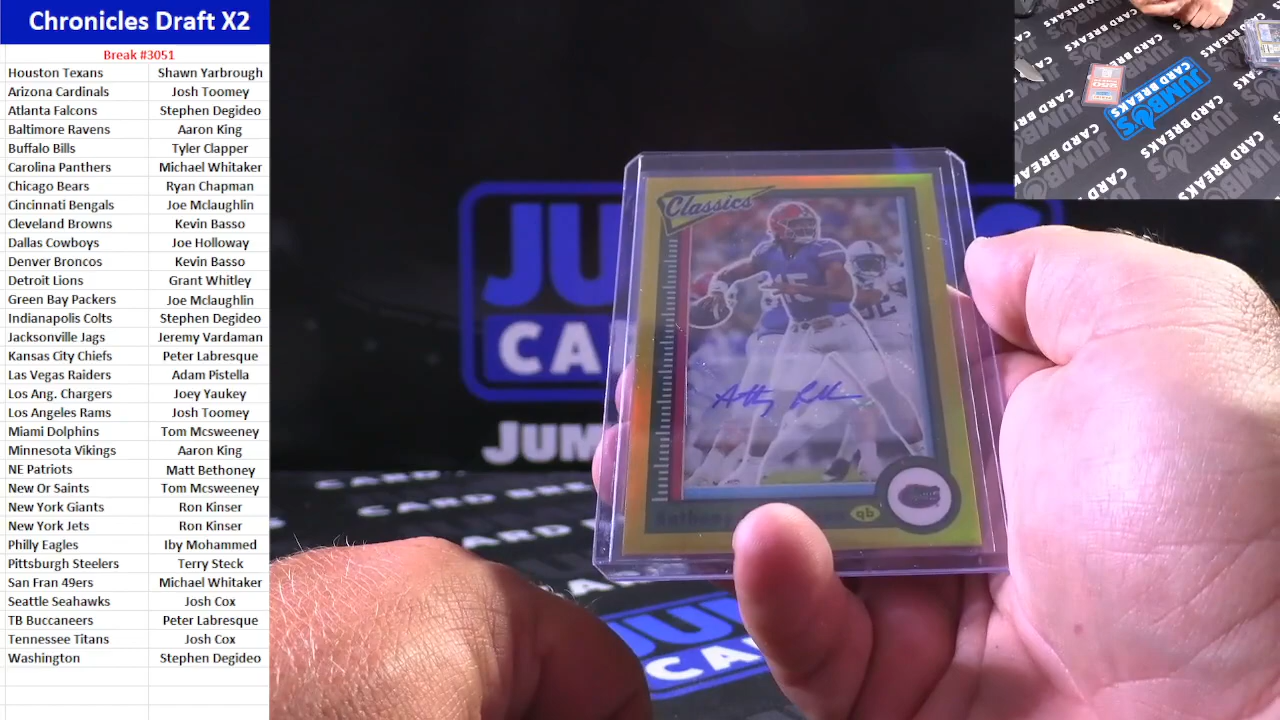 Chronicles Draft X2
Break #3051
Houston Texans Shawn Yarbrough
Arizona Cardinals Josh Toomey
Atlanta Falcons Stephen Degideo
Baltimore Ravens Aaron King
Buffalo Bills Tyler Clapper
Carolina Panthers Michael Whitaker
Chicago Bears Ryan Chapman
Cincinnati Bengals Joe Mclaughlin
Cleveland Browns Kevin Basso
Dallas Cowboys Joe Holloway
Denver Broncos Kevin Basso
Detroit Lions Grant Whitley
Green Bay Packers Joe Mclaughlin
Indianapolis Colts Stephen Degideo
Jacksonville Jags Jeremy Vardaman
Kansas City Chiefs Peter Labresque
Las Vegas Raiders Adam Pistella
Los Ang. Chargers Joey Yaukey
Los Angeles Rams Josh Toomey
Miami Dolphins Tom Mcsweeney
Minnesota Vikings Aaron King
NE Patriots Matt Bethoney
New Or Saints Tom Mcsweeney
New York Giants Ron Kinser
New York Jets Ron Kinser
Philly Eagles Iby Mohammed
Pittsburgh Steelers Terry Steck
San Fran 49ers Michael Whitaker
Seattle Seahawks Josh Cox
TB Buccaneers Peter Labresque
Tennessee Titans Josh Cox
Washington Stephen Degideo
Classics
15
qb
JU
CA
JUM
CARD
JUMBO'S
CARD BREAKS